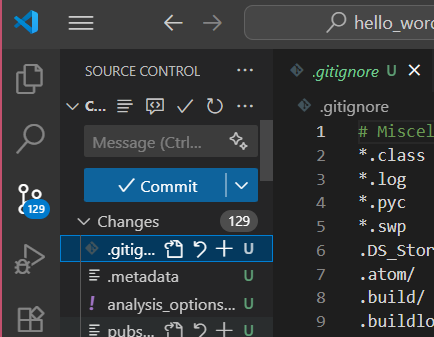 hello_worc
SOURCE CONTROL
.gitignore U
C...
.gitignore
Message (Ctrl...
Commit
Changes 129
129
.gitig... U
.metadata U
analysis_options... U
pubs... U
1 # Miscel
2 *.class
3 *.log
4 *.pyc
5 *.swp
6 .DS_Stor
7 .atom/
8 .build/
9 .buildlo